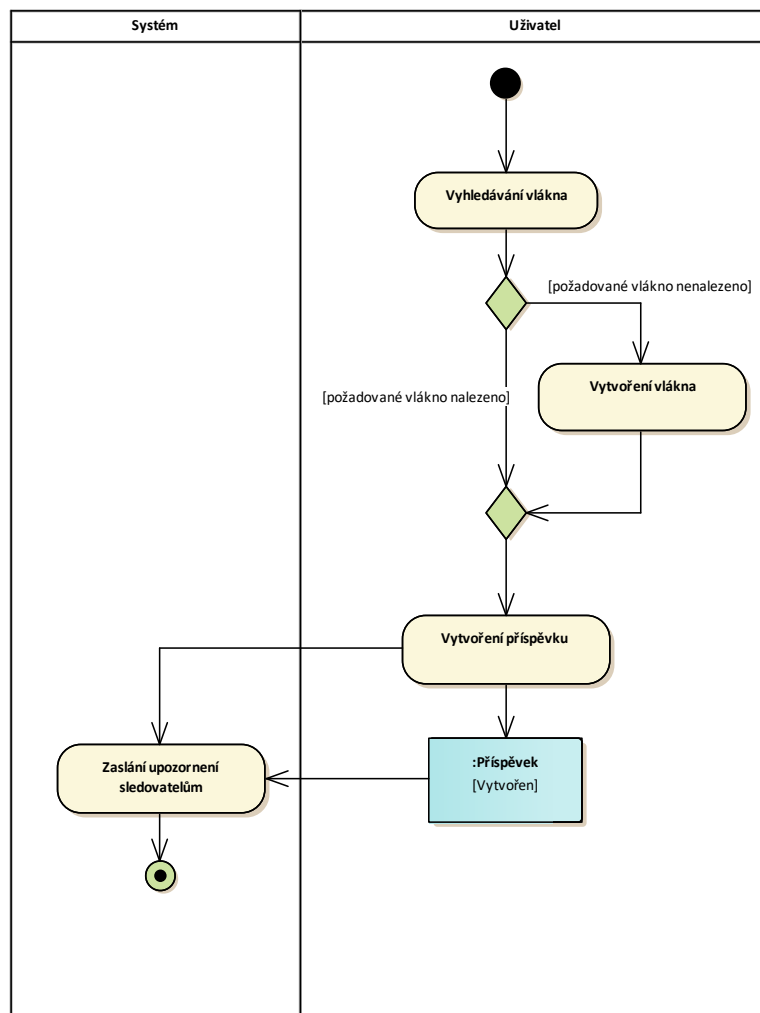 Systém
Uživatel
Vyhledávání vlákna
[požadované vlákno nenalezeno]
Vytvoření vlákna
[požadované vlákno nalezeno]
Vytvoření příspěvku
:Příspěvek
[Vytvořen]
Zaslání upozornení
sledovatelům